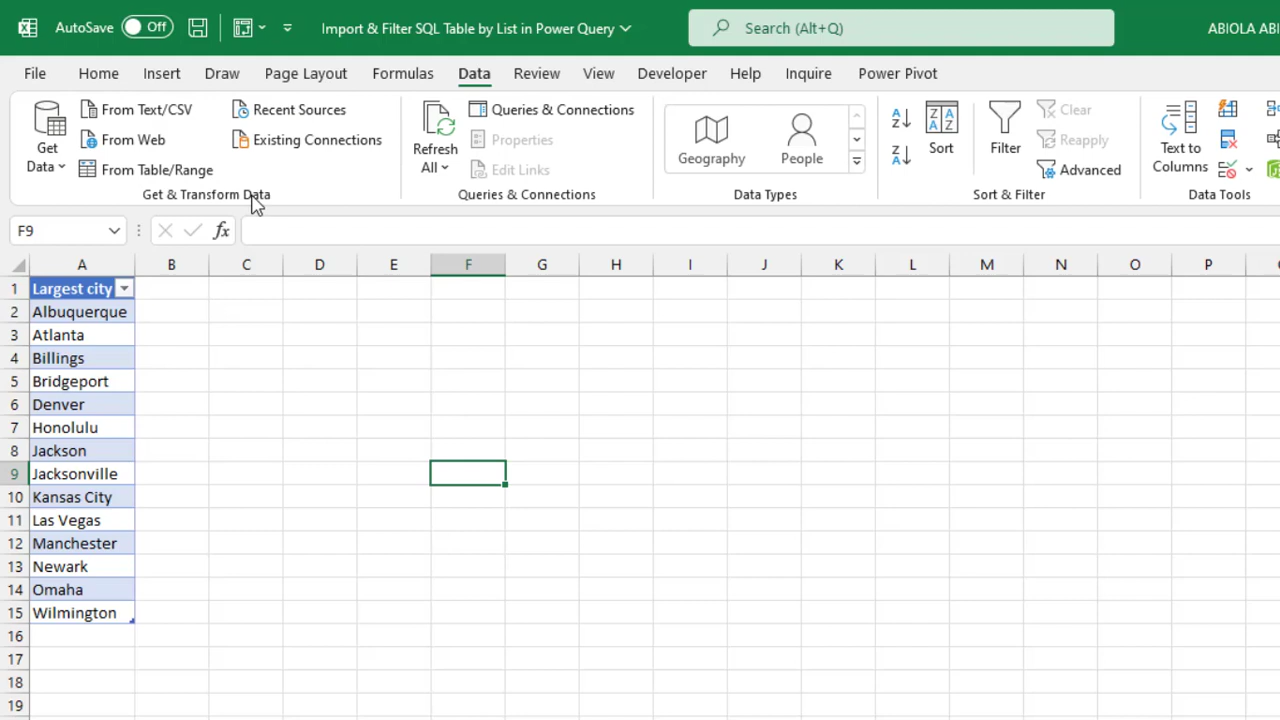 AutoSave Off Import & Filter SQL Table by List in Power Query Search (Alt+Q) ABIOLA ABI
File Home Insert Draw Page Layout Formulas Data Review View Developer Help Inquire Power Pivot
Get Data
From Text/CSV
From Web
From Table/Range
Recent Sources
Existing Connections
Get & Transform Data
Refresh All
Queries & Connections
Properties
Edit Links
Queries & Connections
Geography
People
Data Types
Sort
Filter
Clear
Reapply
Advanced
Sort & Filter
Text to
Columns
Data Tools
F9 fx
A B C D E F G H I J K L M N O P
1 Largest city
2 Albuquerque
3 Atlanta
4 Billings
5 Bridgeport
6 Denver
7 Honolulu
8 Jackson
9 Jacksonville
10 Kansas City
11 Las Vegas
12 Manchester
13 Newark
14 Omaha
15 Wilmington
16
17
18
19